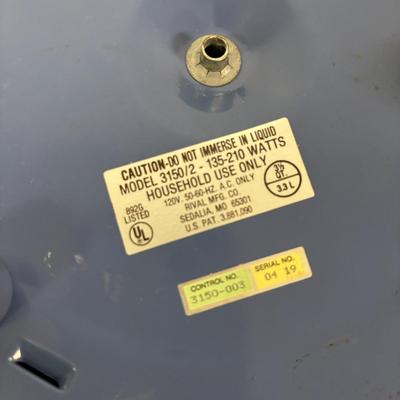 CAUTION-DO NOT IMMERSE IN LIQUID
MODEL 3150/2 - 135-210 WATTS
HOUSEHOLD USE ONLY
120V. 50-60-HZ. A.C. ONLY
RIVAL MFG. CO.
SEDALIA, MO 65301
U.S. PAT. 3,881,090
892G
LISTED
UL
3½
QT.
3.3 L
CONTROL NO.
3150-003
SERIAL NO.
04 19